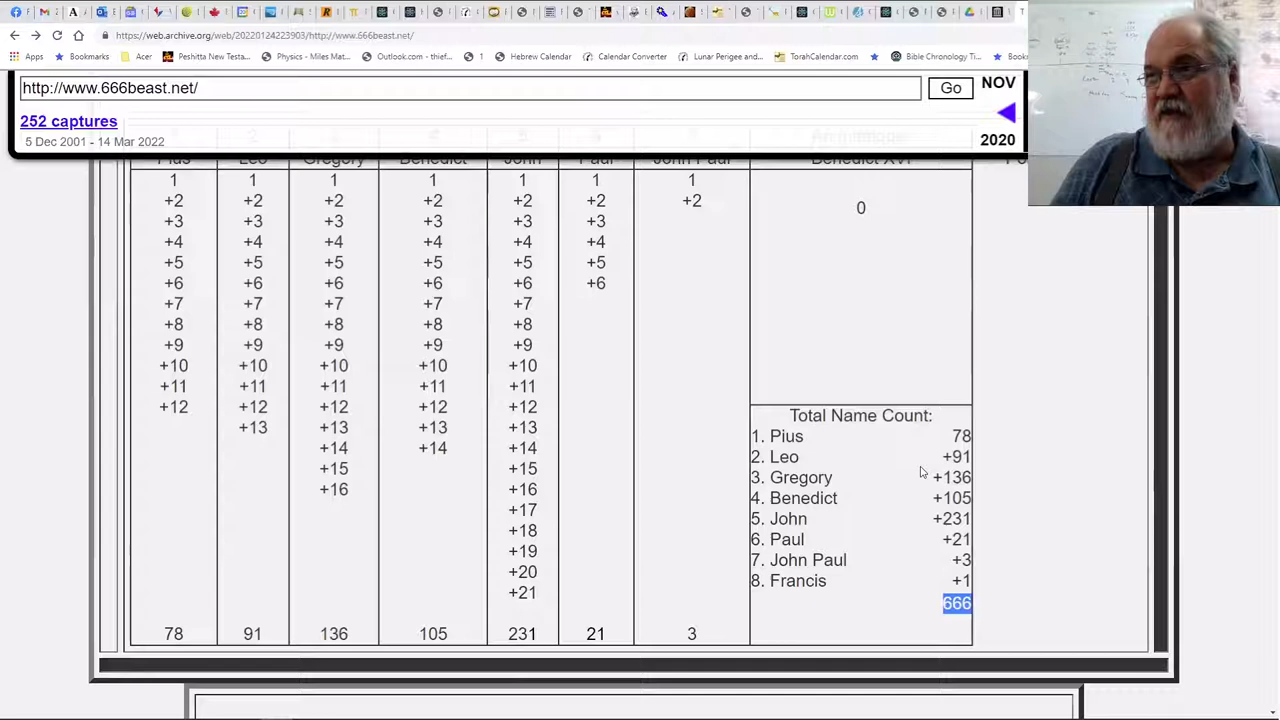 https://web.archive.org/web/20220124223903/http://www.666beast.net/
Apps Bookmarks Acer Peshitta New Testa... Physics - Miles Mat... Outlook.com - thief... Hebrew Calendar Calendar Converter Lunar Perigee and... TorahCalendar.com Bible Chronology Ti... Book
http://www.666beast.net/ Go NOV
252 captures
5 Dec 2001 - 14 Mar 2022 2020
Pius Leo Gregory Benedict John Paul John Paul Benedict XVI
1 1 1 1 1 1 1
+2 +2 +2 +2 +2 +2 +2
0
+3 +3 +3 +3 +3 +3
+4 +4 +4 +4 +4 +4
+5 +5 +5 +5 +5 +5
+6 +6 +6 +6 +6 +6
+7 +7 +7 +7 +7
+8 +8 +8 +8 +8
+9 +9 +9 +9 +9
+10 +10 +10 +10 +10
+11 +11 +11 +11 +11
+12 +12 +12 +12 +12
+13 +13 +13 +13
+14 +14 +14
+15 +15
+16 +16
+17
+18
+19
+20
+21
Total Name Count:
1. Pius 78
2. Leo +91
3. Gregory +136
4. Benedict +105
5. John +231
6. Paul +21
7. John Paul +3
8. Francis +1
666
78 91 136 105 231 21 3